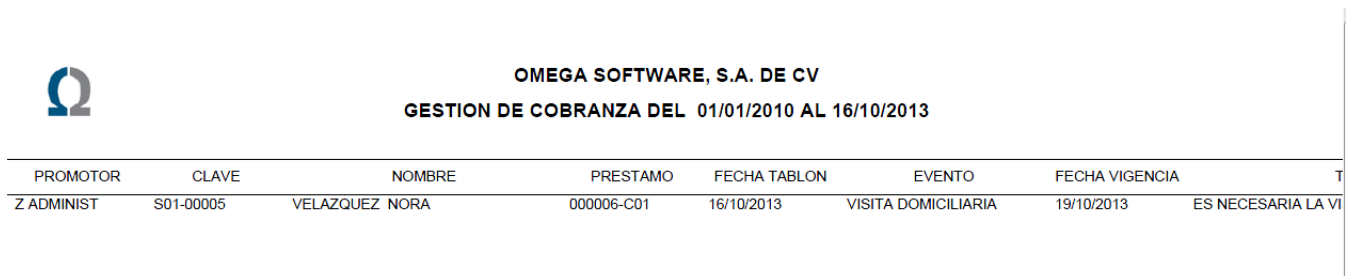 OMEGA SOFTWARE, S.A. DE CV
GESTION DE COBRANZA DEL 01/01/2010 AL 16/10/2013
PROMOTOR CLAVE NOMBRE PRESTAMO FECHA TABLON EVENTO FECHA VIGENCIA T
Z ADMINIST S01-00005 VELAZQUEZ NORA 000006-C01 16/10/2013 VISITA DOMICILIARIA 19/10/2013 ES NECESARIA LA VI